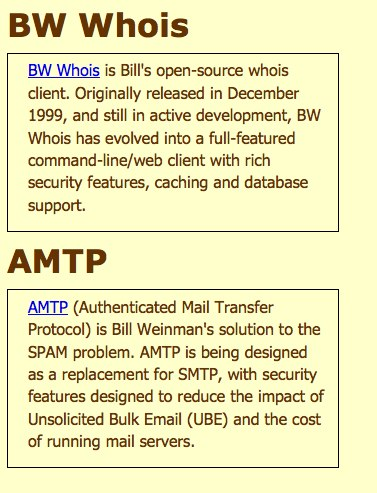 BW Whois
BW Whois is Bill's open-source whois
client. Originally released in December
1999, and still in active development, BW
Whois has evolved into a full-featured
command-line/web client with rich
security features, caching and database
support.
AMTP
AMTP (Authenticated Mail Transfer
Protocol) is Bill Weinman's solution to the
SPAM problem. AMTP is being designed
as a replacement for SMTP, with security
features designed to reduce the impact of
Unsolicited Bulk Email (UBE) and the cost
of running mail servers.